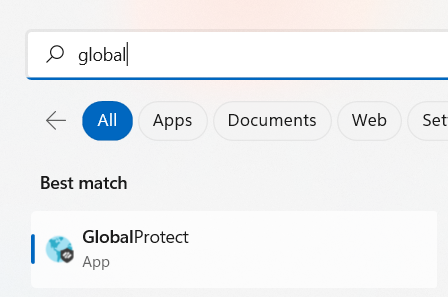 global
All Apps Documents Web Set
Best match
GlobalProtect
App